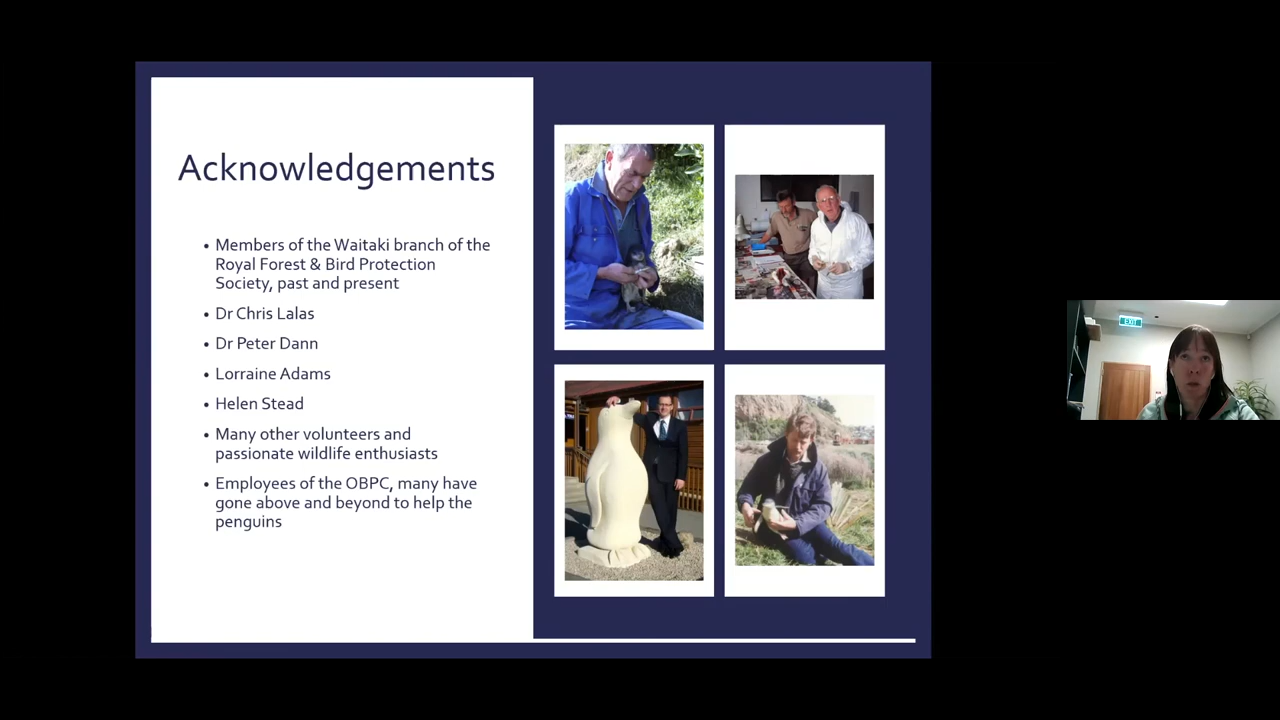 Acknowledgements
• Members of the Waitaki branch of the
Royal Forest & Bird Protection
Society, past and present
• Dr Chris Lalas
• Dr Peter Dann
• Lorraine Adams
• Helen Stead
• Many other volunteers and
passionate wildlife enthusiasts
• Employees of the OBPC, many have
gone above and beyond to help the
penguins
EXIT